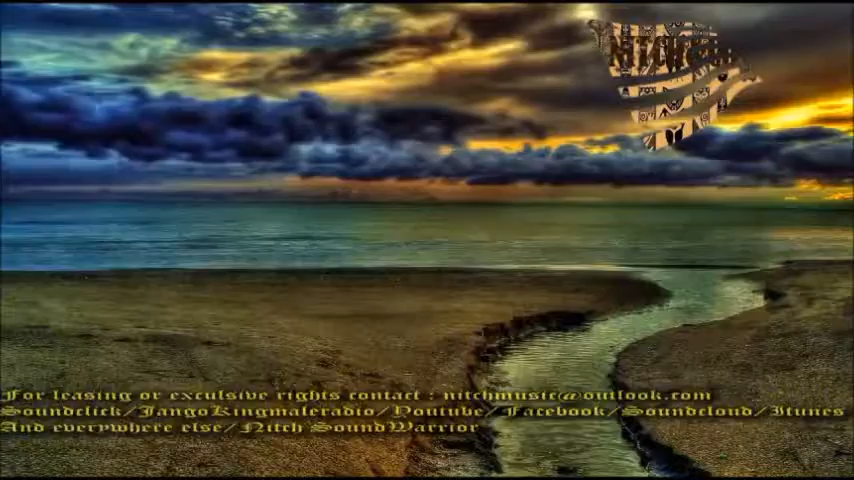 For leasing or exculsive rights contact : nitchmusic@outlook.com
Soundclick/JangoKingmaleradio/Youtube/Facebook/Soundcloud/Itunes
And everywhere else/Nitch SoundWarrior